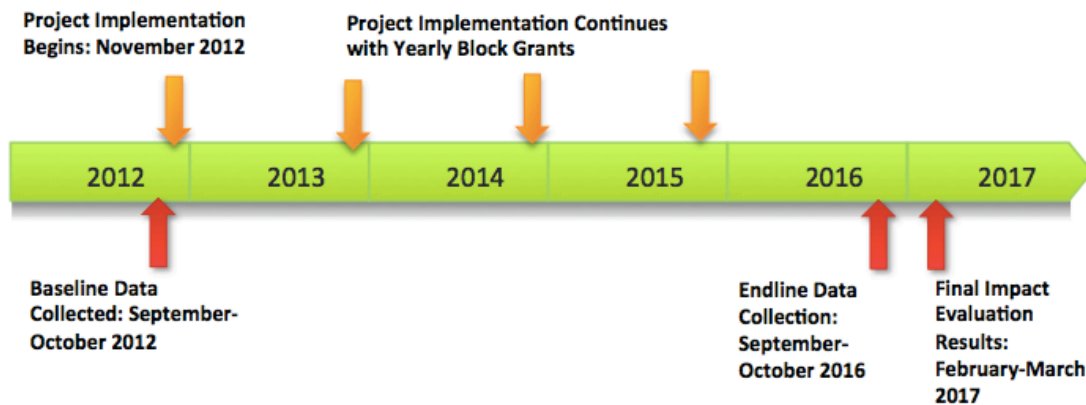 Project Implementation
Begins: November 2012
Project Implementation Continues
with Yearly Block Grants
2012
2013
2014
2015
2016
2017
Baseline Data
Collected: September-
October 2012
Endline Data
Collection:
September-
October 2016
Final Impact
Evaluation
Results:
February-March
2017